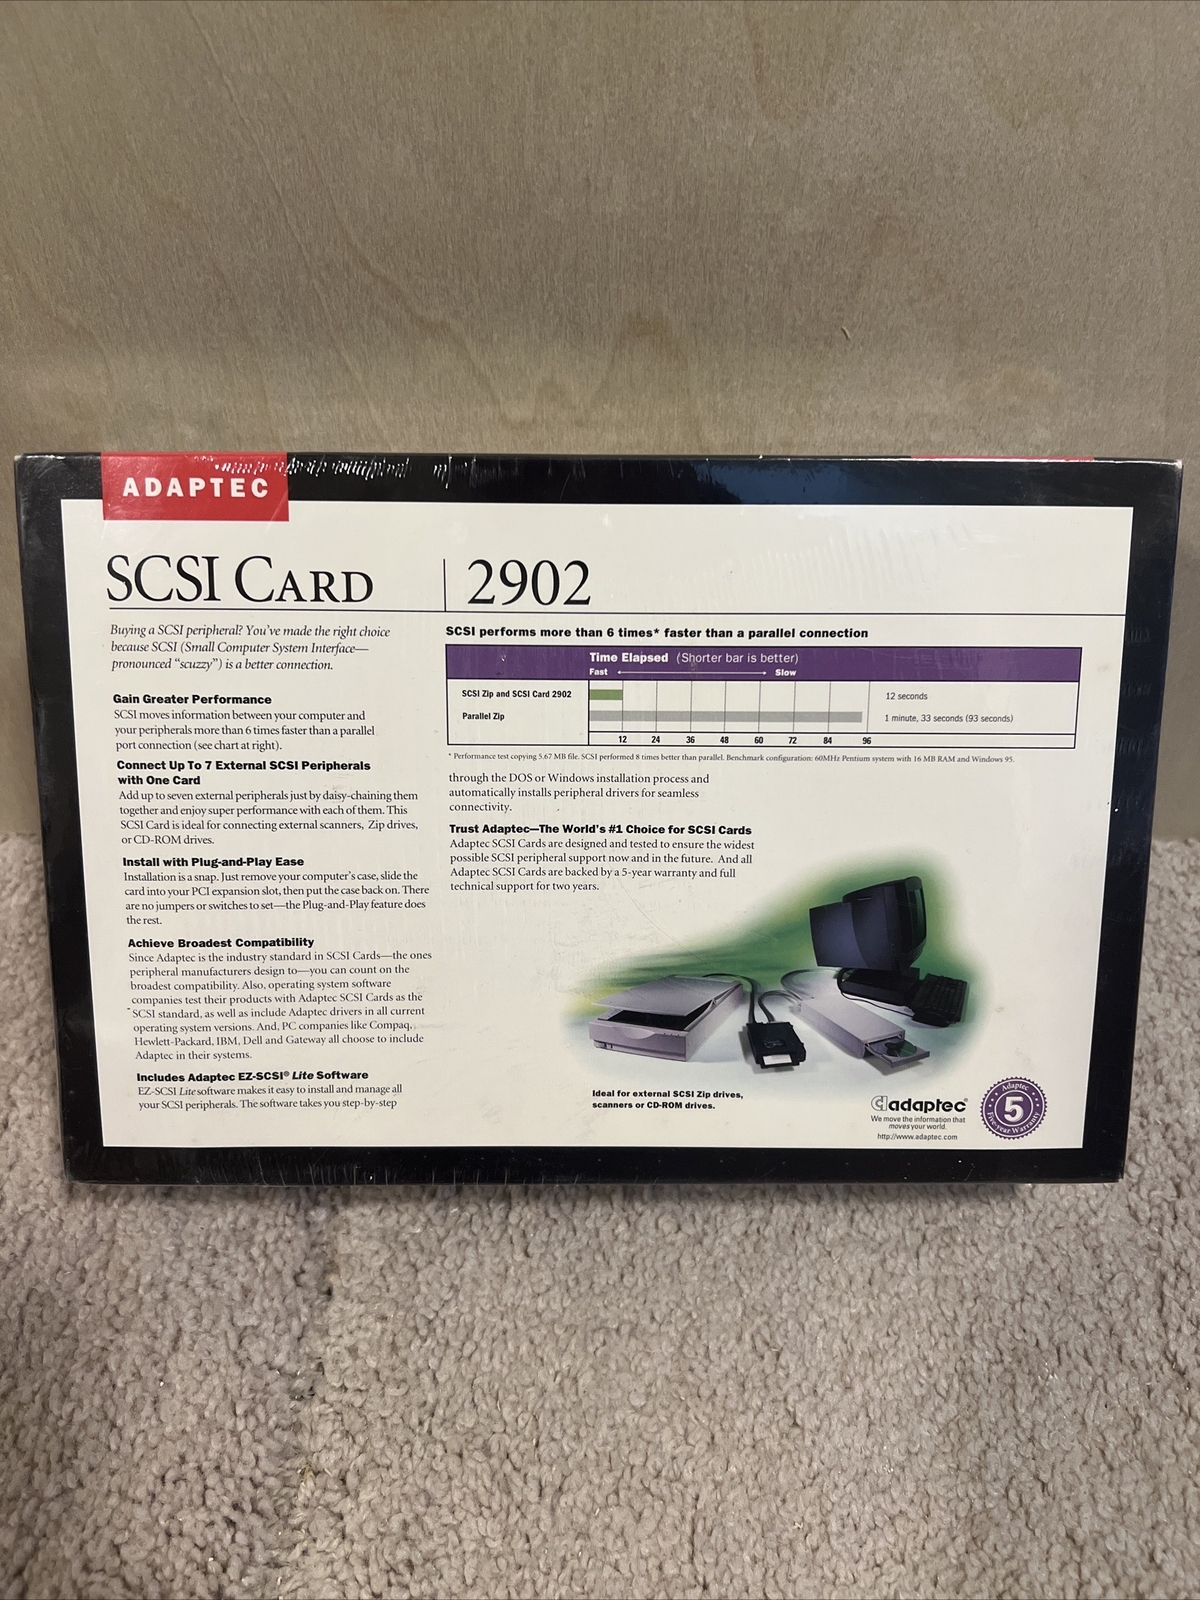 ADAPTEC
SCSI CARD
2902
Buying a SCSI peripheral? You've made the right choice
because SCSI (Small Computer System Interface—
pronounced "scuzzy") is a better connection.
Gain Greater Performance
SCSI moves information between your computer and
your peripherals more than 6 times faster than a parallel
port connection (see chart at right).
Connect Up To 7 External SCSI Peripherals
with One Card
Add up to seven external peripherals just by daisy-chaining them
together and enjoy super performance with each of them. This
SCSI Card is ideal for connecting external scanners, Zip drives,
or CD-ROM drives.
Install with Plug-and-Play Ease
Installation is a snap. Just remove your computer's case, slide the
card into your PCI expansion slot, then put the case back on. There
are no jumpers or switches to set—the Plug-and-Play feature does
the rest.
Achieve Broadest Compatibility
Since Adaptec is the industry standard in SCSI Cards—the ones
peripheral manufacturers design to—you can count on the
broadest compatibility. Also, operating system software
companies test their products with Adaptec SCSI Cards as the
SCSI standard, as well as include Adaptec drivers in all current
operating system versions. And, PC companies like Compaq,
Hewlett-Packard, IBM, Dell and Gateway all choose to include
Adaptec in their systems.
Includes Adaptec EZ-SCSI® Lite Software
EZ-SCSI Lite software makes it easy to install and manage all
your SCSI peripherals. The software takes you step-by-step
SCSI performs more than 6 times* faster than a parallel connection
Time Elapsed (Shorter bar is better)
Fast Slow
SCSI Zip and SCSI Card 2902 12 seconds
Parallel Zip 1 minute, 33 seconds (93 seconds)
12 24 36 48 60 72 84 96
* Performance test copying 5.67 MB file. SCSI performed 8 times better than parallel. Benchmark configuration: 60MHz Pentium system with 16 MB RAM and Windows 95.
through the DOS or Windows installation process and
automatically installs peripheral drivers for seamless
connectivity.
Trust Adaptec—The World's #1 Choice for SCSI Cards
Adaptec SCSI Cards are designed and tested to ensure the widest
possible SCSI peripheral support now and in the future. And all
Adaptec SCSI Cards are backed by a 5-year warranty and full
technical support for two years.
Ideal for external SCSI Zip drives,
scanners or CD-ROM drives.
adaptec®
We move the information that
moves your world.
http://www.adaptec.com
Adaptec
5
Five-year Warranty